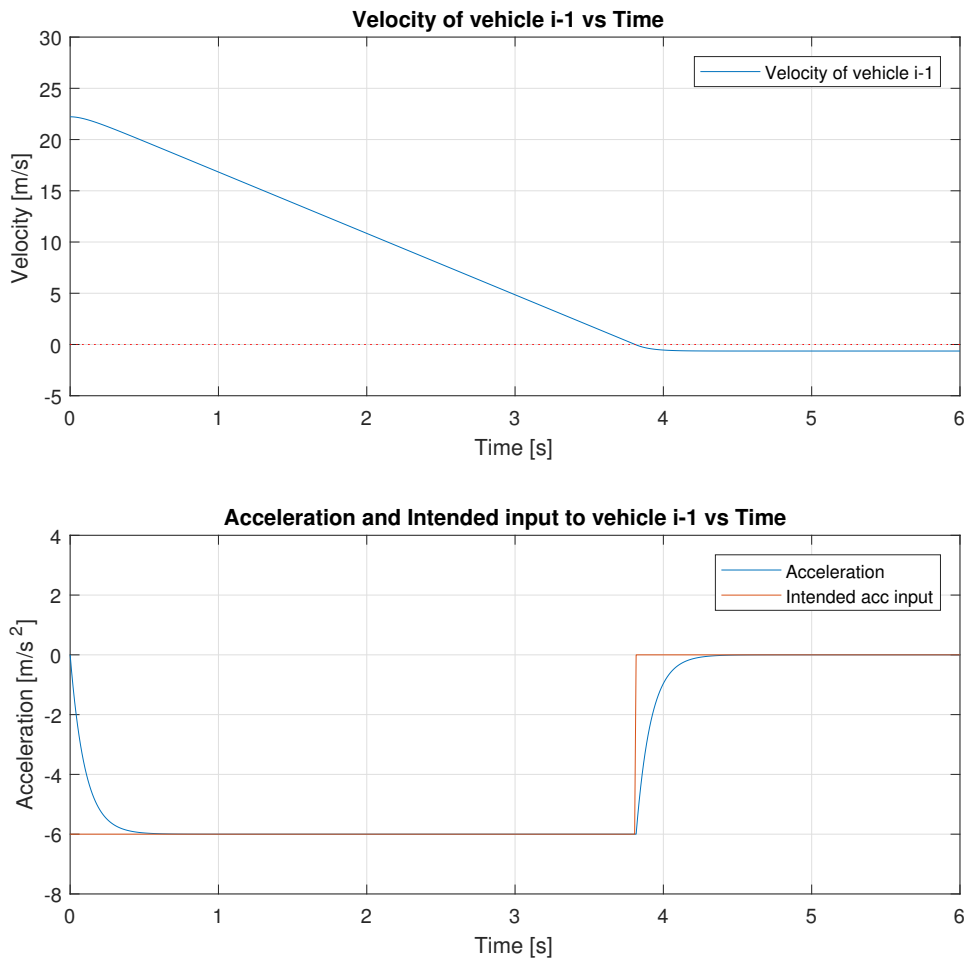 Velocity of vehicle i-1 vs Time
30
25
20
15
10
5
0
-5
Velocity [m/s]
Velocity of vehicle i-1
0 1 2 3 4 5 6
Time [s]
Acceleration and Intended input to vehicle i-1 vs Time
4
2
0
-2
-4
-6
-8
Acceleration [m/s 2]
Acceleration
Intended acc input
0 1 2 3 4 5 6
Time [s]